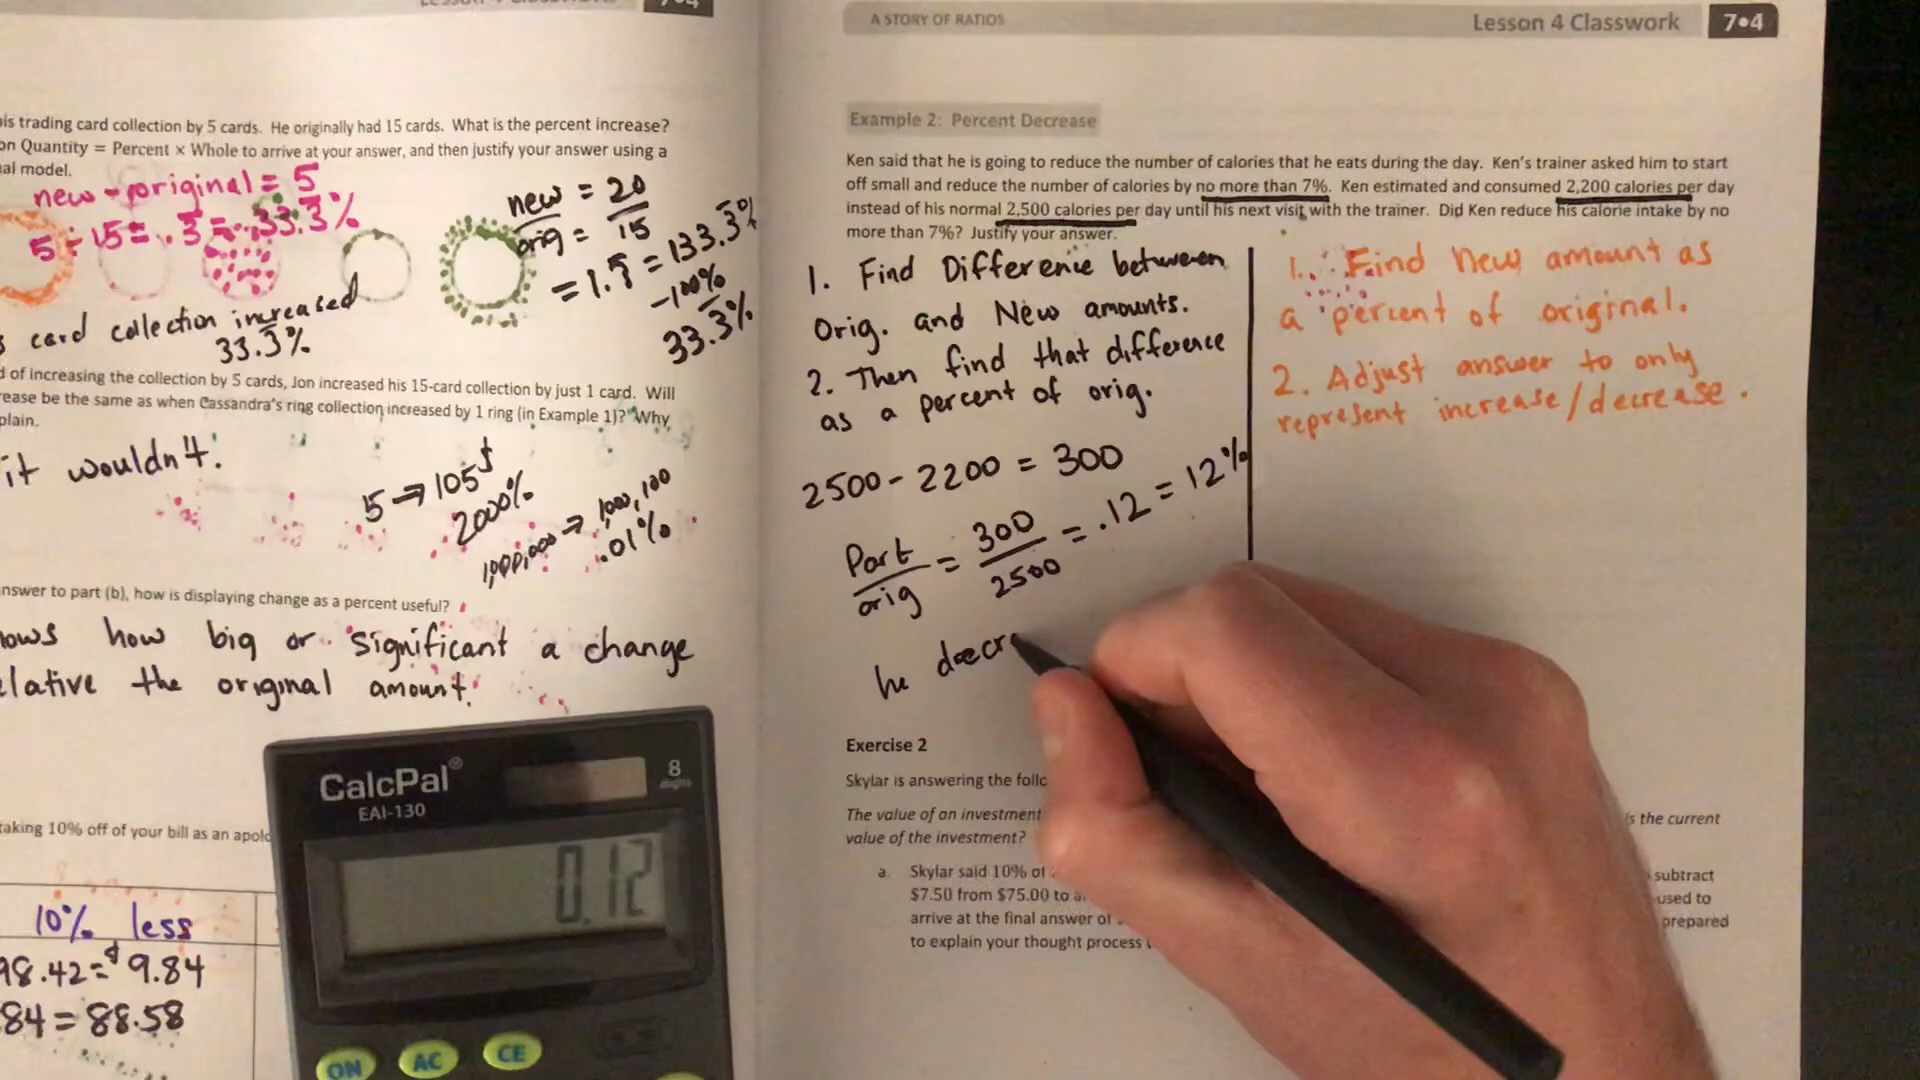 7•4
is trading card collection by 5 cards. He originally had 15 cards. What is the percent increase?
on Quantity = Percent × Whole to arrive at your answer, and then justify your answer using a
al model.
new - original = 5
5 ÷ 15 = .3 = 33.3%
new = 20
orig = 15
= 1.3 = 133.3%
-100%
33.3%
card collection increased
33.3%
d of increasing the collection by 5 cards, Jon increased his 15-card collection by just 1 card. Will
rease be the same as when Cassandra's ring collection increased by 1 ring (in Example 1)? Why
plain.
it wouldn't.
5 → 105
2000%
1,000,000 → 1,000,100
.01%
nswer to part (b), how is displaying change as a percent useful?
ows how big or significant a change
elative the original amount.
CalcPal®
EAI-130
8
digits
0.12
ON AC CE
taking 10% off of your bill as an apolo
10% less
98.42 = $9.84
84 = 88.58
A STORY OF RATIOS
Lesson 4 Classwork
7•4
Example 2: Percent Decrease
Ken said that he is going to reduce the number of calories that he eats during the day. Ken's trainer asked him to start
off small and reduce the number of calories by no more than 7%. Ken estimated and consumed 2,200 calories per day
instead of his normal 2,500 calories per day until his next visit with the trainer. Did Ken reduce his calorie intake by no
more than 7%? Justify your answer.
1. Find Difference between
Orig. and New amounts.
2. Then find that difference
as a percent of orig.
2500 - 2200 = 300
Part
orig = 300
2500 = .12 = 12%
he decr
1. Find New amount as
a percent of original.
2. Adjust answer to only
represent increase/decrease.
Exercise 2
Skylar is answering the follo
The value of an investment
is the current
value of the investment?
a. Skylar said 10% of
subtract
$7.50 from $75.00 to a
used to
arrive at the final answer of
prepared
to explain your thought process